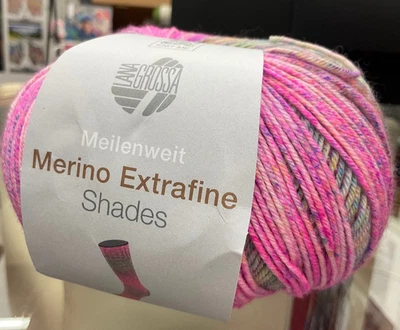 LANA
GROSSA
Meilenweit
Merino Extrafine
Shades